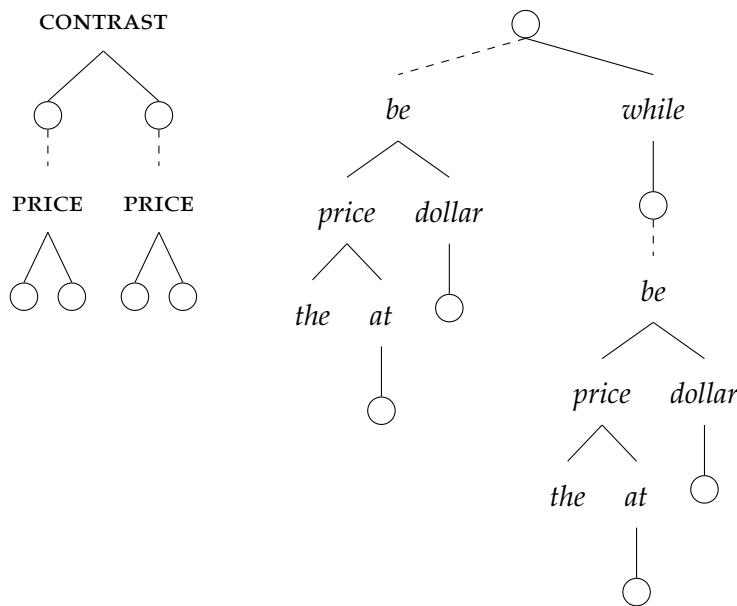 CONTRAST
PRICE PRICE
be while
price dollar
the at
be
price dollar
the at